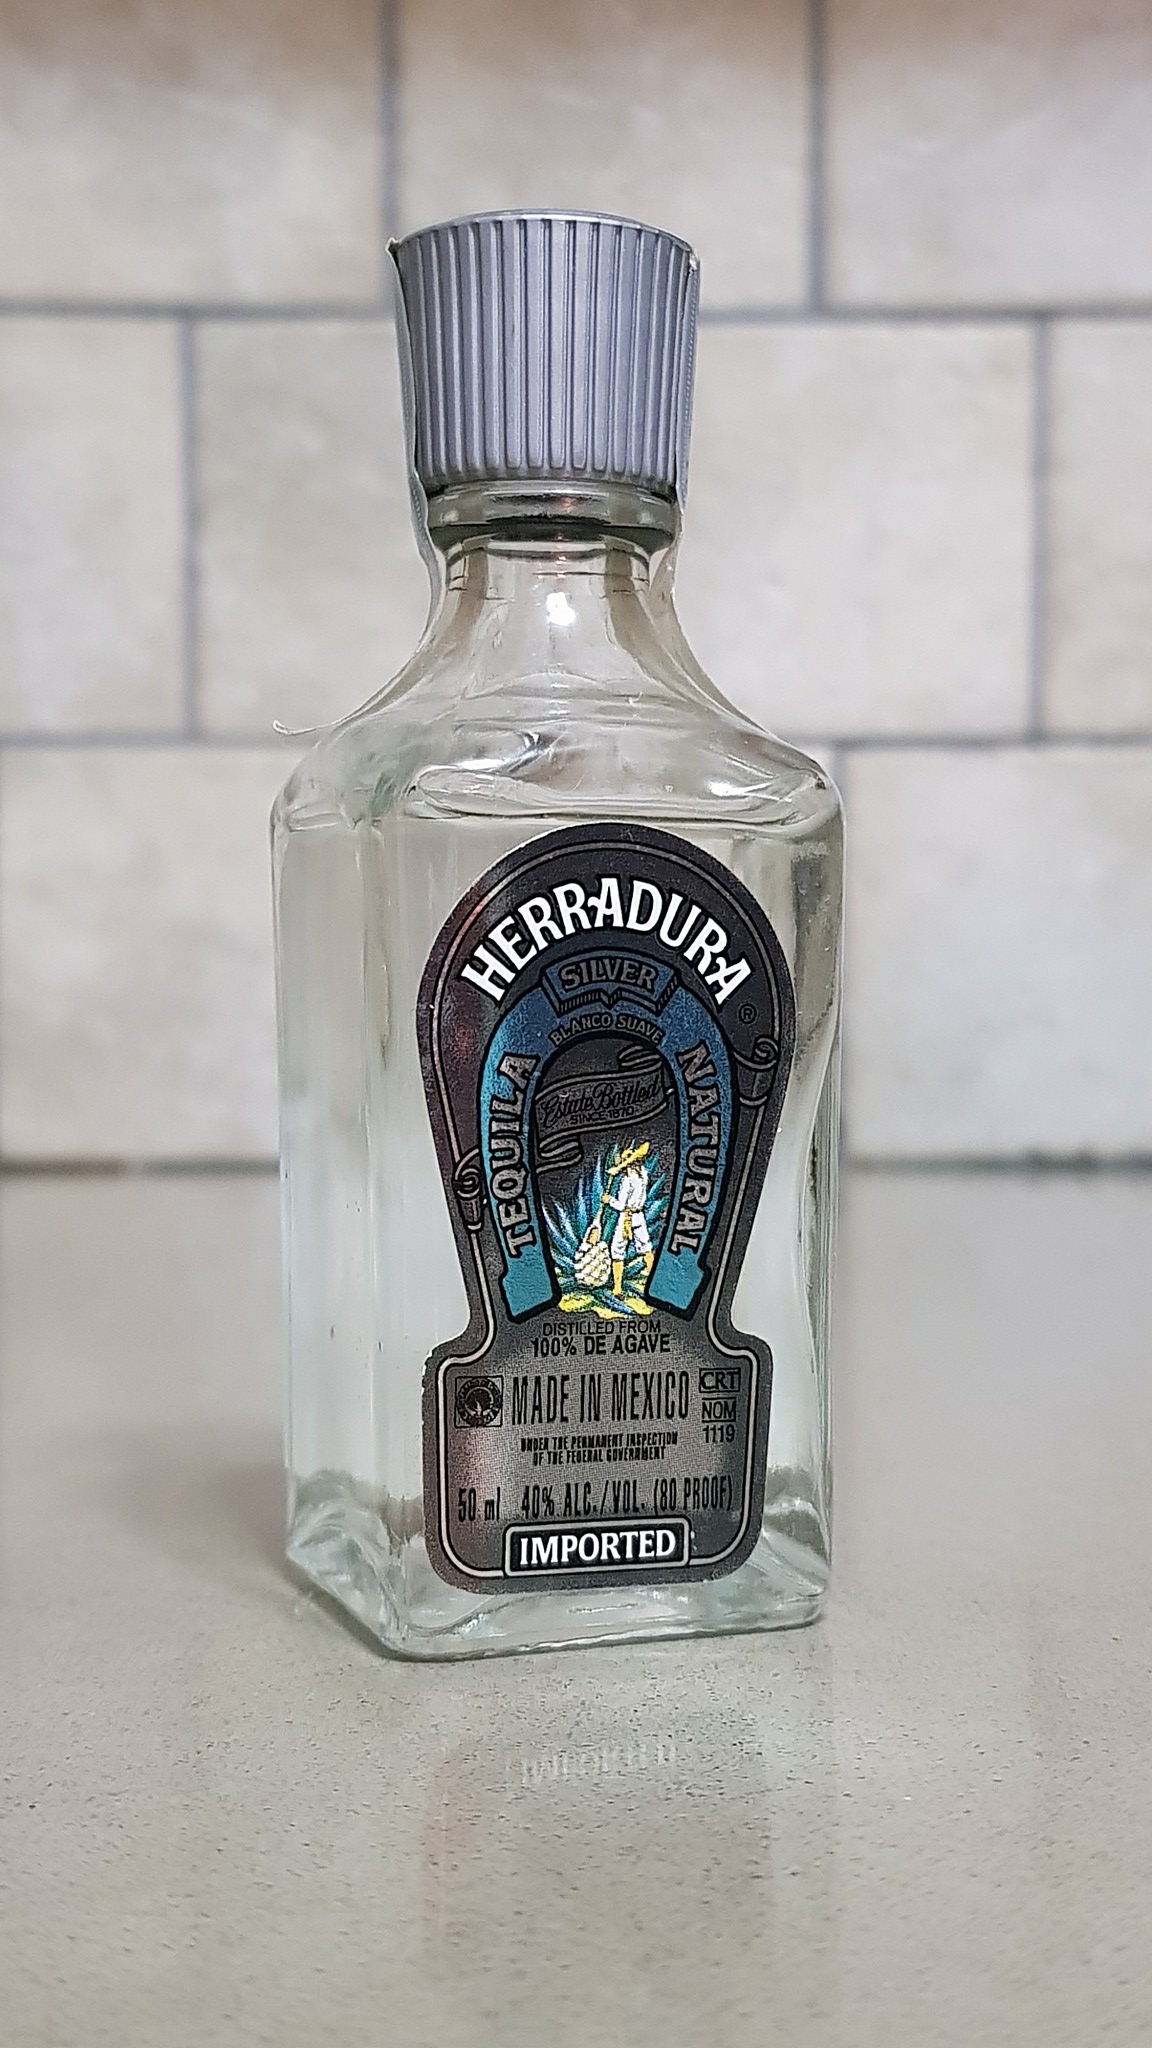 HERRADURA
®
SILVER
BLANCO SUAVE
TEQUILA
NATURAL
Estate Bottled
SINCE 1870
DISTILLED FROM
100% DE AGAVE
MADE IN MEXICO
CRT
NOM
1119
UNDER THE PERMANENT INSPECTION
OF THE FEDERAL GOVERNMENT
50 ml 40% ALC./VOL. (80 PROOF)
IMPORTED